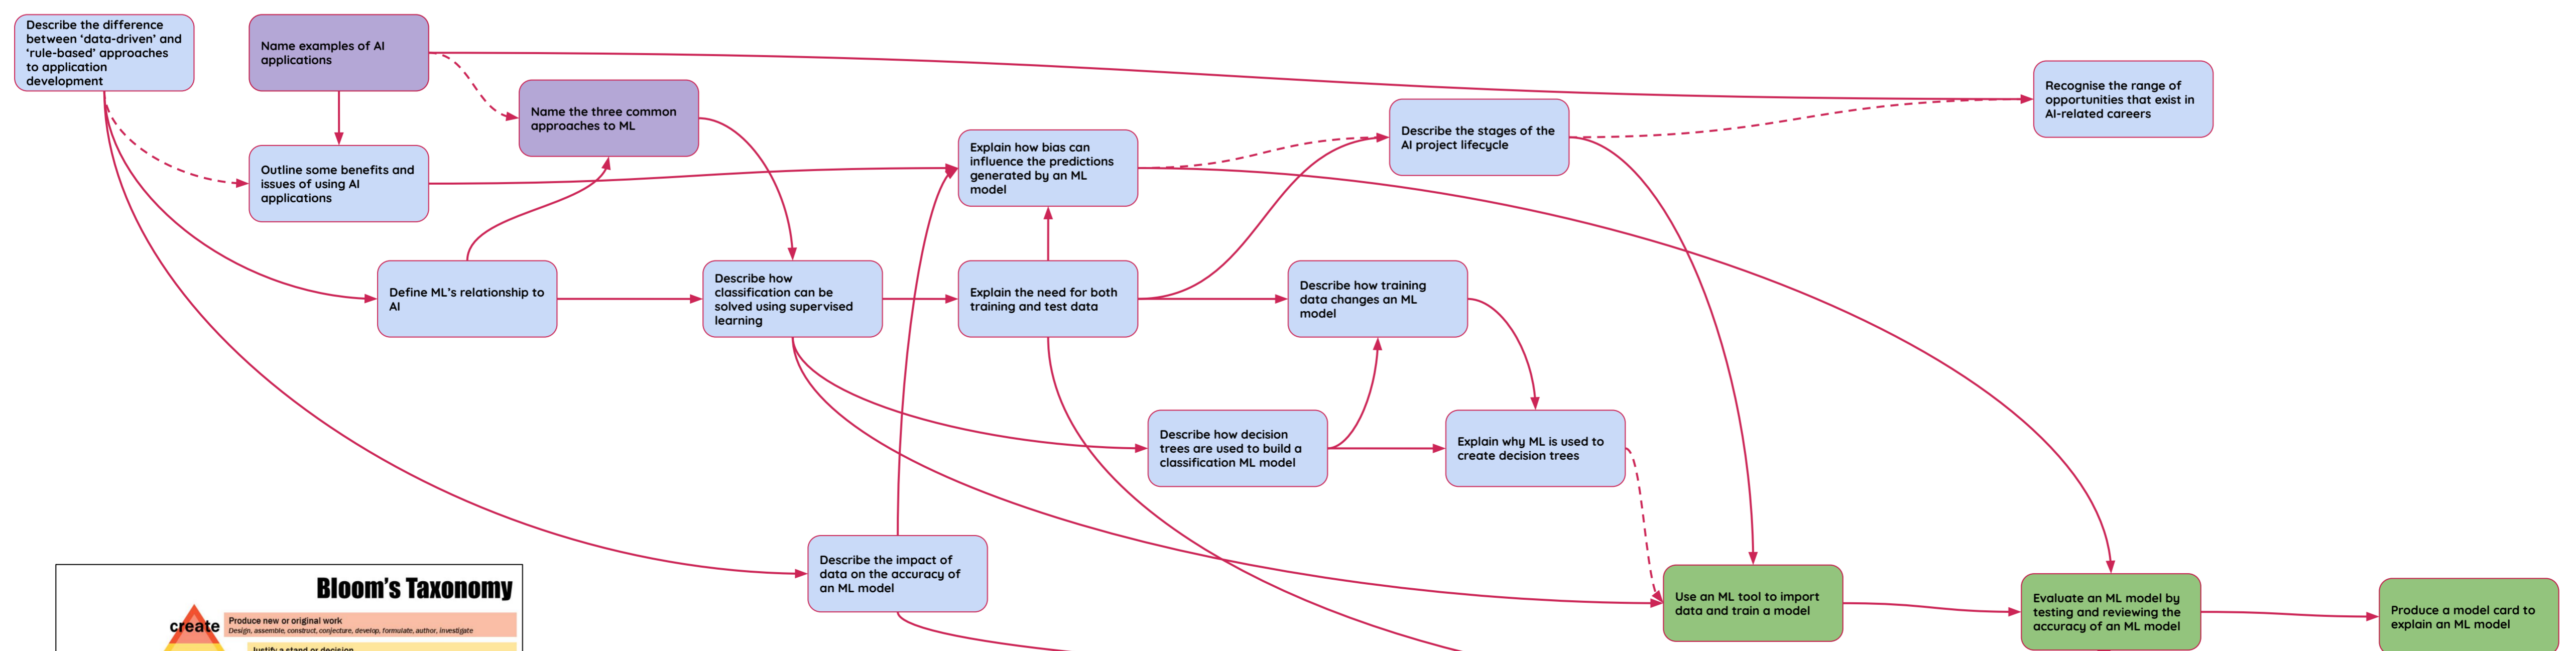 Describe the difference
between ‘data-driven’ and
‘rule-based’ approaches
to application
development
Name examples of AI
applications
Name the three common
approaches to ML
Outline some benefits and
issues of using AI
applications
Define ML’s relationship to
AI
Describe how
classification can be
solved using supervised
learning
Explain how bias can
influence the predictions
generated by an ML
model
Explain the need for both
training and test data
Describe the stages of the
AI project lifecycle
Recognise the range of
opportunities that exist in
AI-related careers
Describe how training
data changes an ML
model
Describe how decision
trees are used to build a
classification ML model
Explain why ML is used to
create decision trees
Describe the impact of
data on the accuracy of
an ML model
Use an ML tool to import
data and train a model
Evaluate an ML model by
testing and reviewing the
accuracy of an ML model
Produce a model card to
explain an ML model
Bloom’s Taxonomy
create
Produce new or original work
Design, assemble, construct, conjecture, develop, formulate, author, investigate
Justify a stand or decision